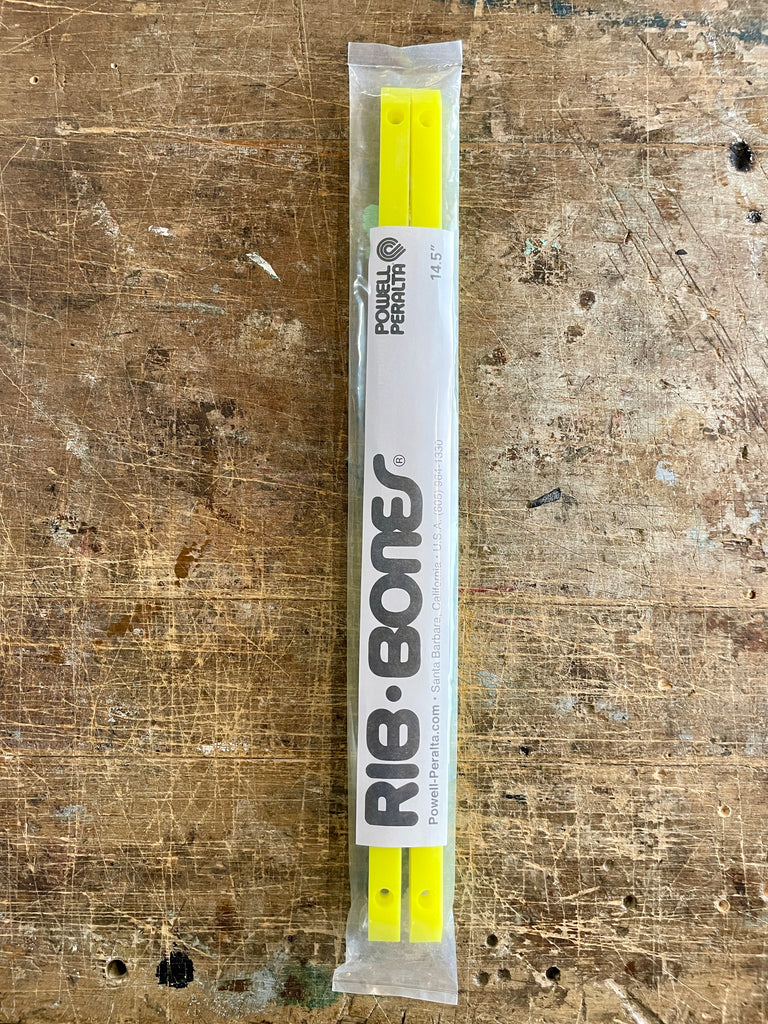 POWELL
PERALTA
14.5"
RIB•BONES®
Powell-Peralta.com • Santa Barbara, California • U.S.A. (805) 964-1330